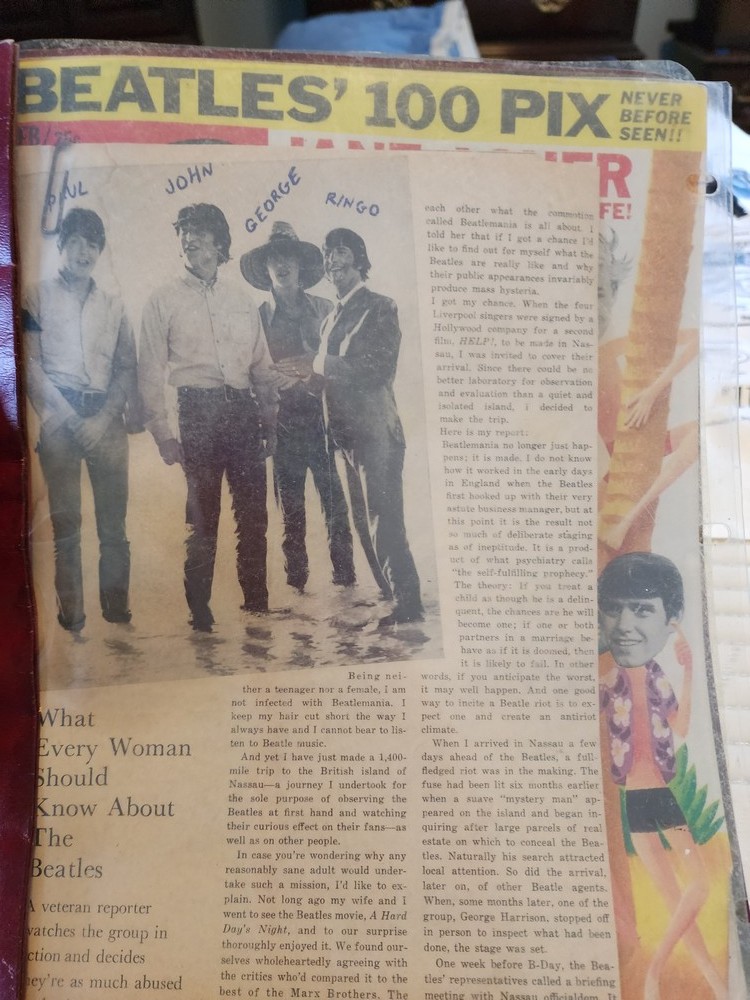 BEATLES' 100 PIX
NEVER
BEFORE
SEEN!!
FE!
PAUL
JOHN
GEORGE
RINGO
What
Every Woman
Should
Know About
The
Beatles
A veteran reporter
watches the group in
ction and decides
hey're as much abused
Being nei-
ther a teenager nor a female, I am
not infected with Beatlemania. I
keep my hair cut short the way I
always have and I cannot bear to lis-
ten to Beatle music.
And yet I have just made a 1,400-
mile trip to the British island of
Nassau—a journey I undertook for
the sole purpose of observing the
Beatles at first hand and watching
their curious effect on their fans—as
well as on other people.
In case you're wondering why any
reasonably sane adult would under-
take such a mission, I'd like to ex-
plain. Not long ago my wife and I
went to see the Beatles movie, A Hard
Day's Night, and to our surprise
thoroughly enjoyed it. We found our-
selves wholeheartedly agreeing with
the critics who'd compared it to the
best of the Marx Brothers. The
each other what the commotion
called Beatlemania is all about. I
told her that if I got a chance I'd
like to find out for myself what the
Beatles are really like and why
their public appearances invariably
produce mass hysteria.
I got my chance. When the four
Liverpool singers were signed by a
Hollywood company for a second
film, HELP!, to be made in Nas-
sau, I was invited to cover their
arrival. Since there could be no
better laboratory for observation
and evaluation than a quiet and
isolated island, I decided to
make the trip.
Here is my report:
Beatlemania no longer just hap-
pens; it is made. I do not know
how it worked in the early days
in England when the Beatles
first hooked up with their very
astute business manager, but at
this point it is the result not
so much of deliberate staging
as of ineptitude. It is a prod-
uct of what psychiatry calls
"the self-fulfilling prophecy."
The theory: If you treat a
child as though he is a delin-
quent, the chances are he will
become one; if one or both
partners in a marriage be-
have as if it is doomed, then
it is likely to fail. In other
words, if you anticipate the worst,
it may well happen. And one good
way to incite a Beatle riot is to ex-
pect one and create an antiriot
climate.
When I arrived in Nassau a few
days ahead of the Beatles, a full-
fledged riot was in the making. The
fuse had been lit six months earlier
when a suave "mystery man" ap-
peared on the island and began in-
quiring after large parcels of real
estate on which to conceal the Bea-
tles. Naturally his search attracted
local attention. So did the arrival,
later on, of other Beatle agents.
When, some months later, one of the
group, George Harrison, stopped off
in person to inspect what had been
done, the stage was set.
One week before B-Day, the Bea-
tles' representatives called a briefing
meeting with Nassau officialdom. It